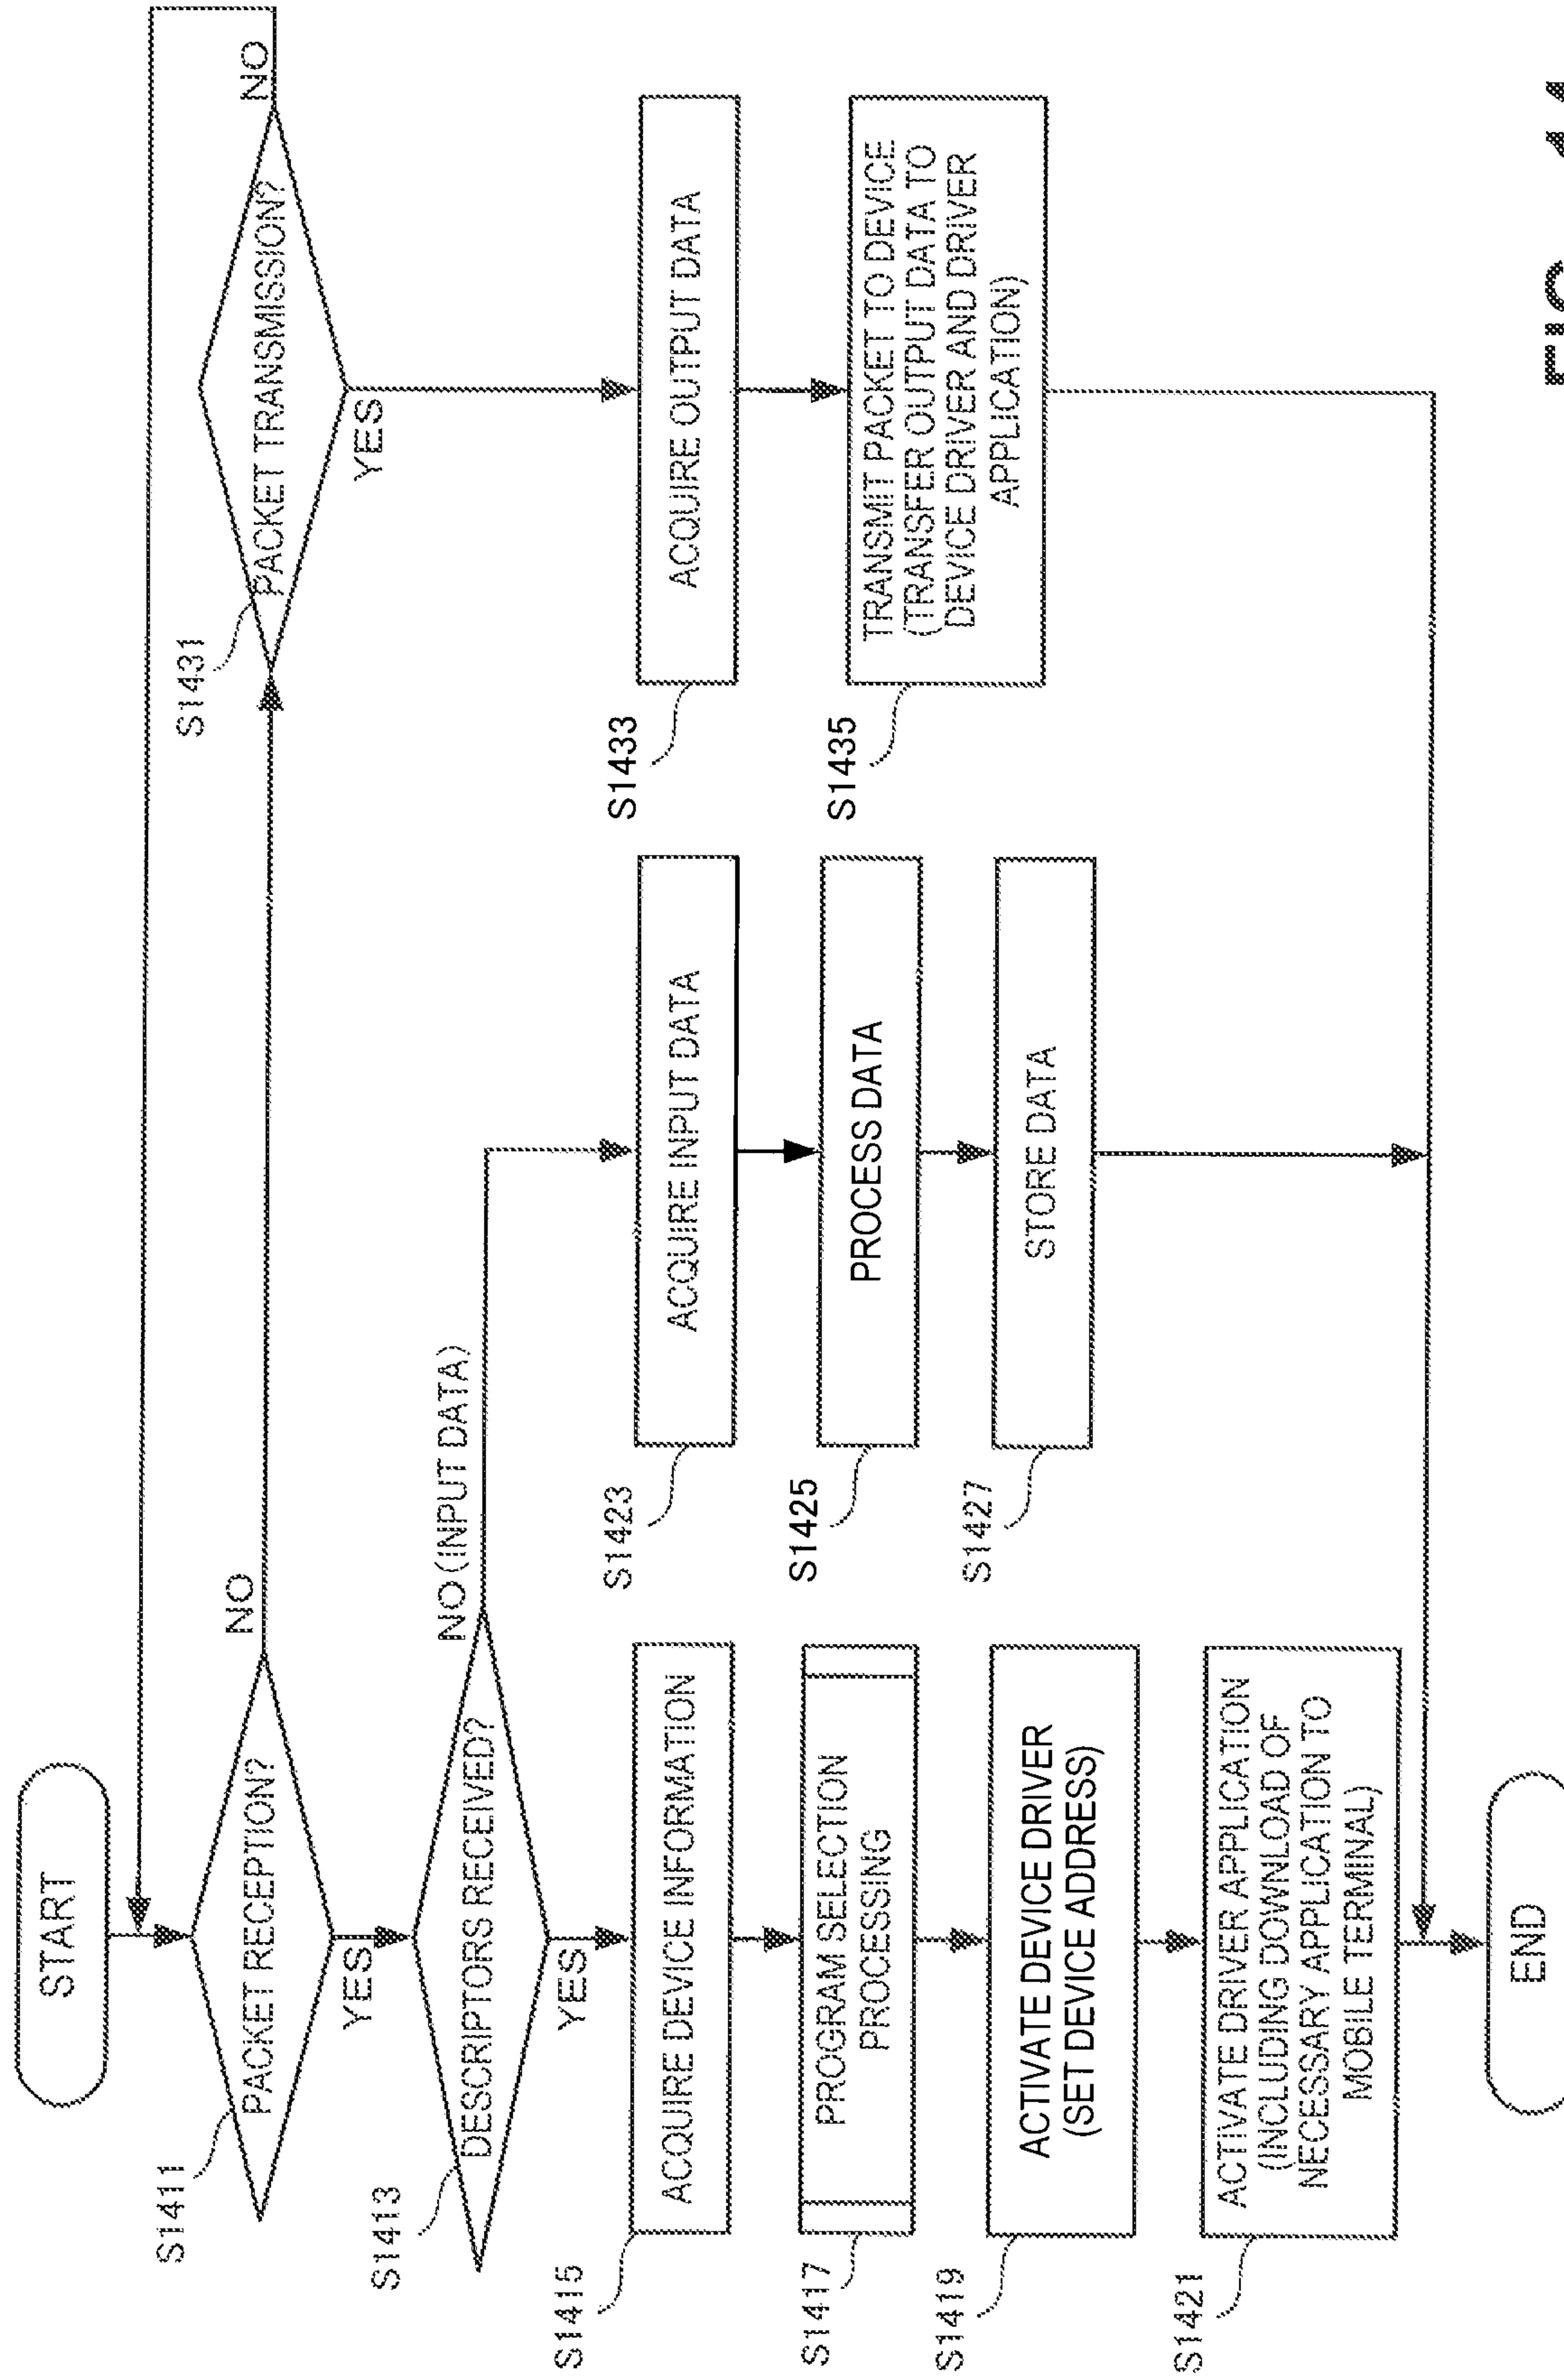 START
S1411
PACKET RECEPTION?
NO
YES
S1431
PACKET TRANSMISSION?
NO
YES
S1413
DESCRIPTORS RECEIVED?
NO (INPUT DATA)
YES
S1415
ACQUIRE DEVICE INFORMATION
S1417
PROGRAM SELECTION
PROCESSING
S1419
ACTIVATE DEVICE DRIVER
(SET DEVICE ADDRESS)
S1421
ACTIVATE DRIVER APPLICATION
(INCLUDING DOWNLOAD OF
NECESSARY APPLICATION TO
MOBILE TERMINAL)
S1423
ACQUIRE INPUT DATA
S1425
PROCESS DATA
S1427
STORE DATA
S1433
ACQUIRE OUTPUT DATA
S1435
TRANSMIT PACKET TO DEVICE
(TRANSFER OUTPUT DATA TO
DEVICE DRIVER AND DRIVER
APPLICATION)
END